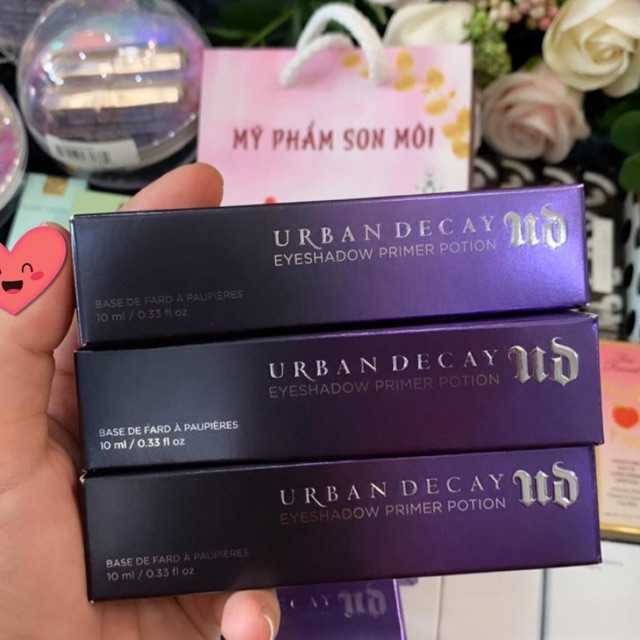 MỸ PHẨM SON MÔI
URBAN DECAY ud
EYESHADOW PRIMER POTION
BASE DE FARD À PAUPIÈRES
10 ml / 0.33 fl oz
URBAN DECAY ud
EYESHADOW PRIMER POTION
BASE DE FARD À PAUPIÈRES
10 ml / 0.33 fl oz
URBAN DECAY ud
EYESHADOW PRIMER POTION
BASE DE FARD À PAUPIÈRES
10 ml / 0.33 fl oz
CAY ud